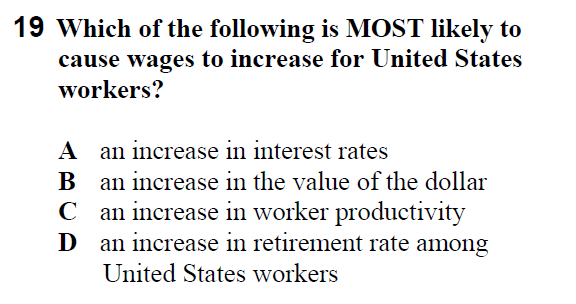 19 Which of the following is MOST likely to
cause wages to increase for United States
workers?
A an increase in interest rates
B an increase in the value of the dollar
C an increase in worker productivity
D an increase in retirement rate among
United States workers